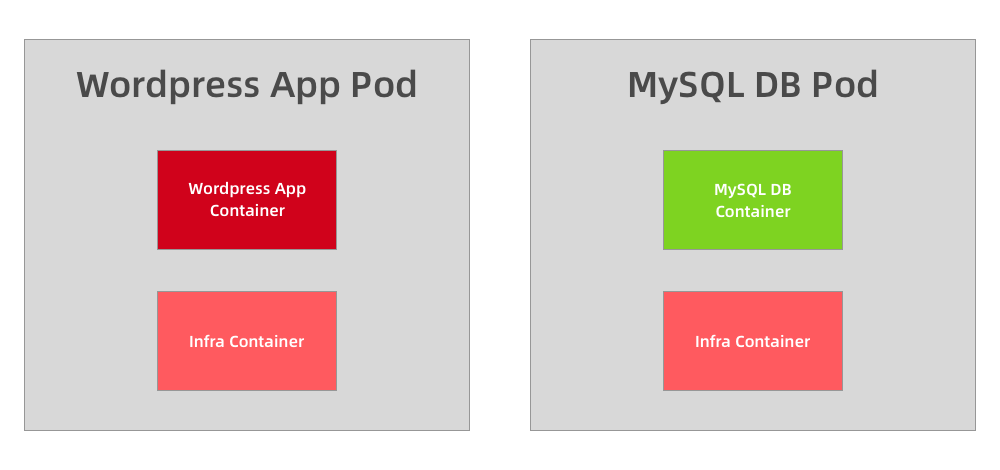 Wordpress App Pod
Wordpress App
Container
Infra Container
MySQL DB Pod
MySQL DB
Container
Infra Container